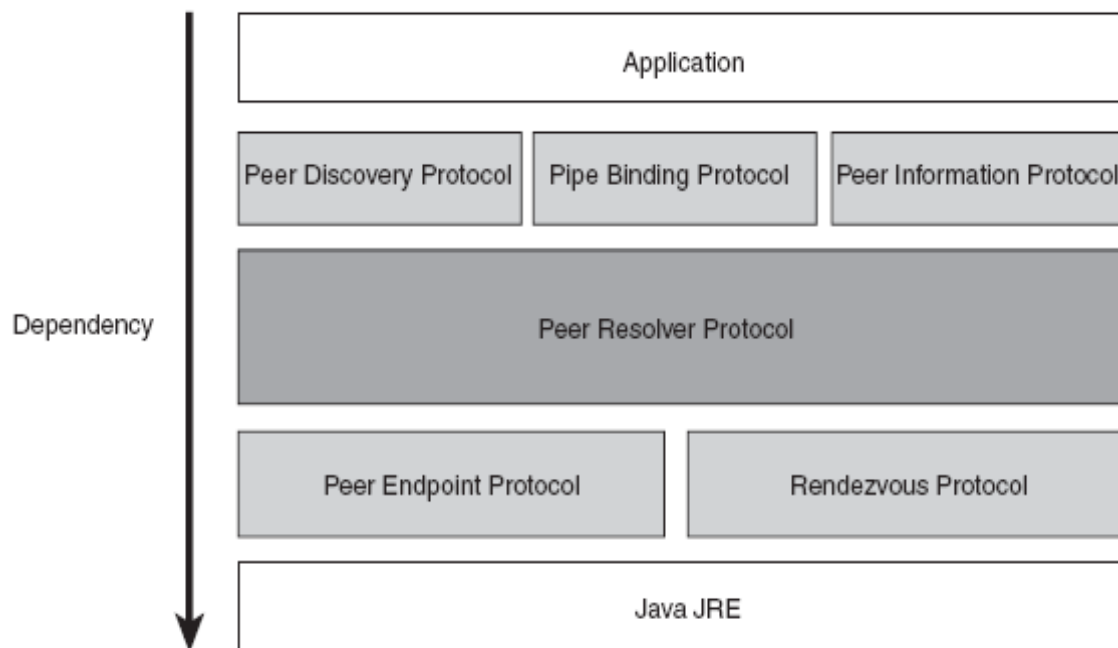 Application
Peer Discovery Protocol
Pipe Binding Protocol
Peer Information Protocol
Dependency
Peer Resolver Protocol
Peer Endpoint Protocol
Rendezvous Protocol
Java JRE